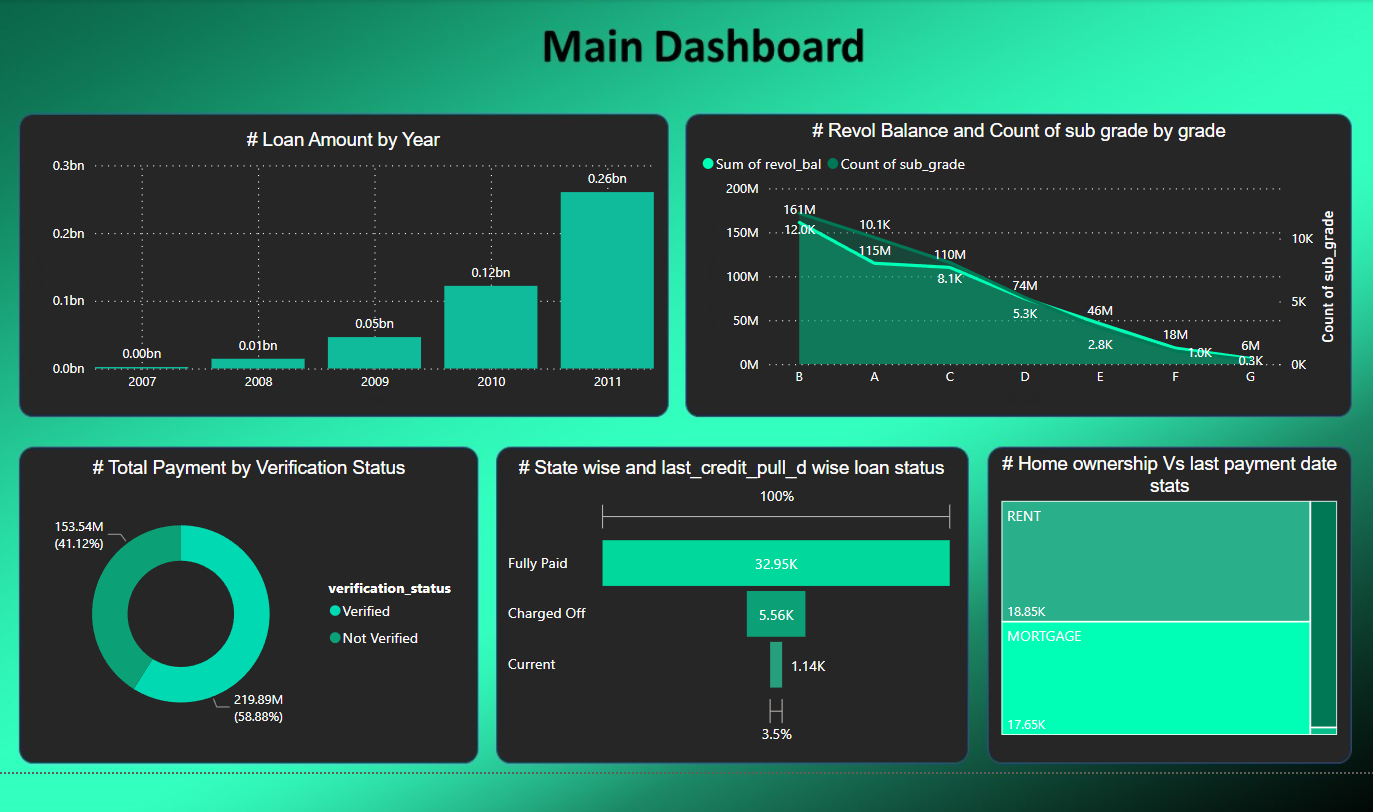 Main Dashboard
# Loan Amount by Year
0.3bn
0.2bn
0.1bn
0.0bn
0.00bn
0.01bn
0.05bn
0.12bn
0.26bn
2007
2008
2009
2010
2011
# Revol Balance and Count of sub grade by grade
Sum of revol_bal
Count of sub_grade
200M
150M
100M
50M
0M
161M
12.0K
10.1K
115M
110M
8.1K
74M
5.3K
46M
2.8K
18M
1.0K
6M
0.3K
10K
5K
0K
Count of sub_grade
B
A
C
D
E
F
G
# Total Payment by Verification Status
153.54M
(41.12%)
219.89M
(58.88%)
verification_status
Verified
Not Verified
# State wise and last_credit_pull_d wise loan status
100%
Fully Paid
32.95K
Charged Off
5.56K
Current
1.14K
3.5%
# Home ownership Vs last payment date
stats
RENT
18.85K
MORTGAGE
17.65K